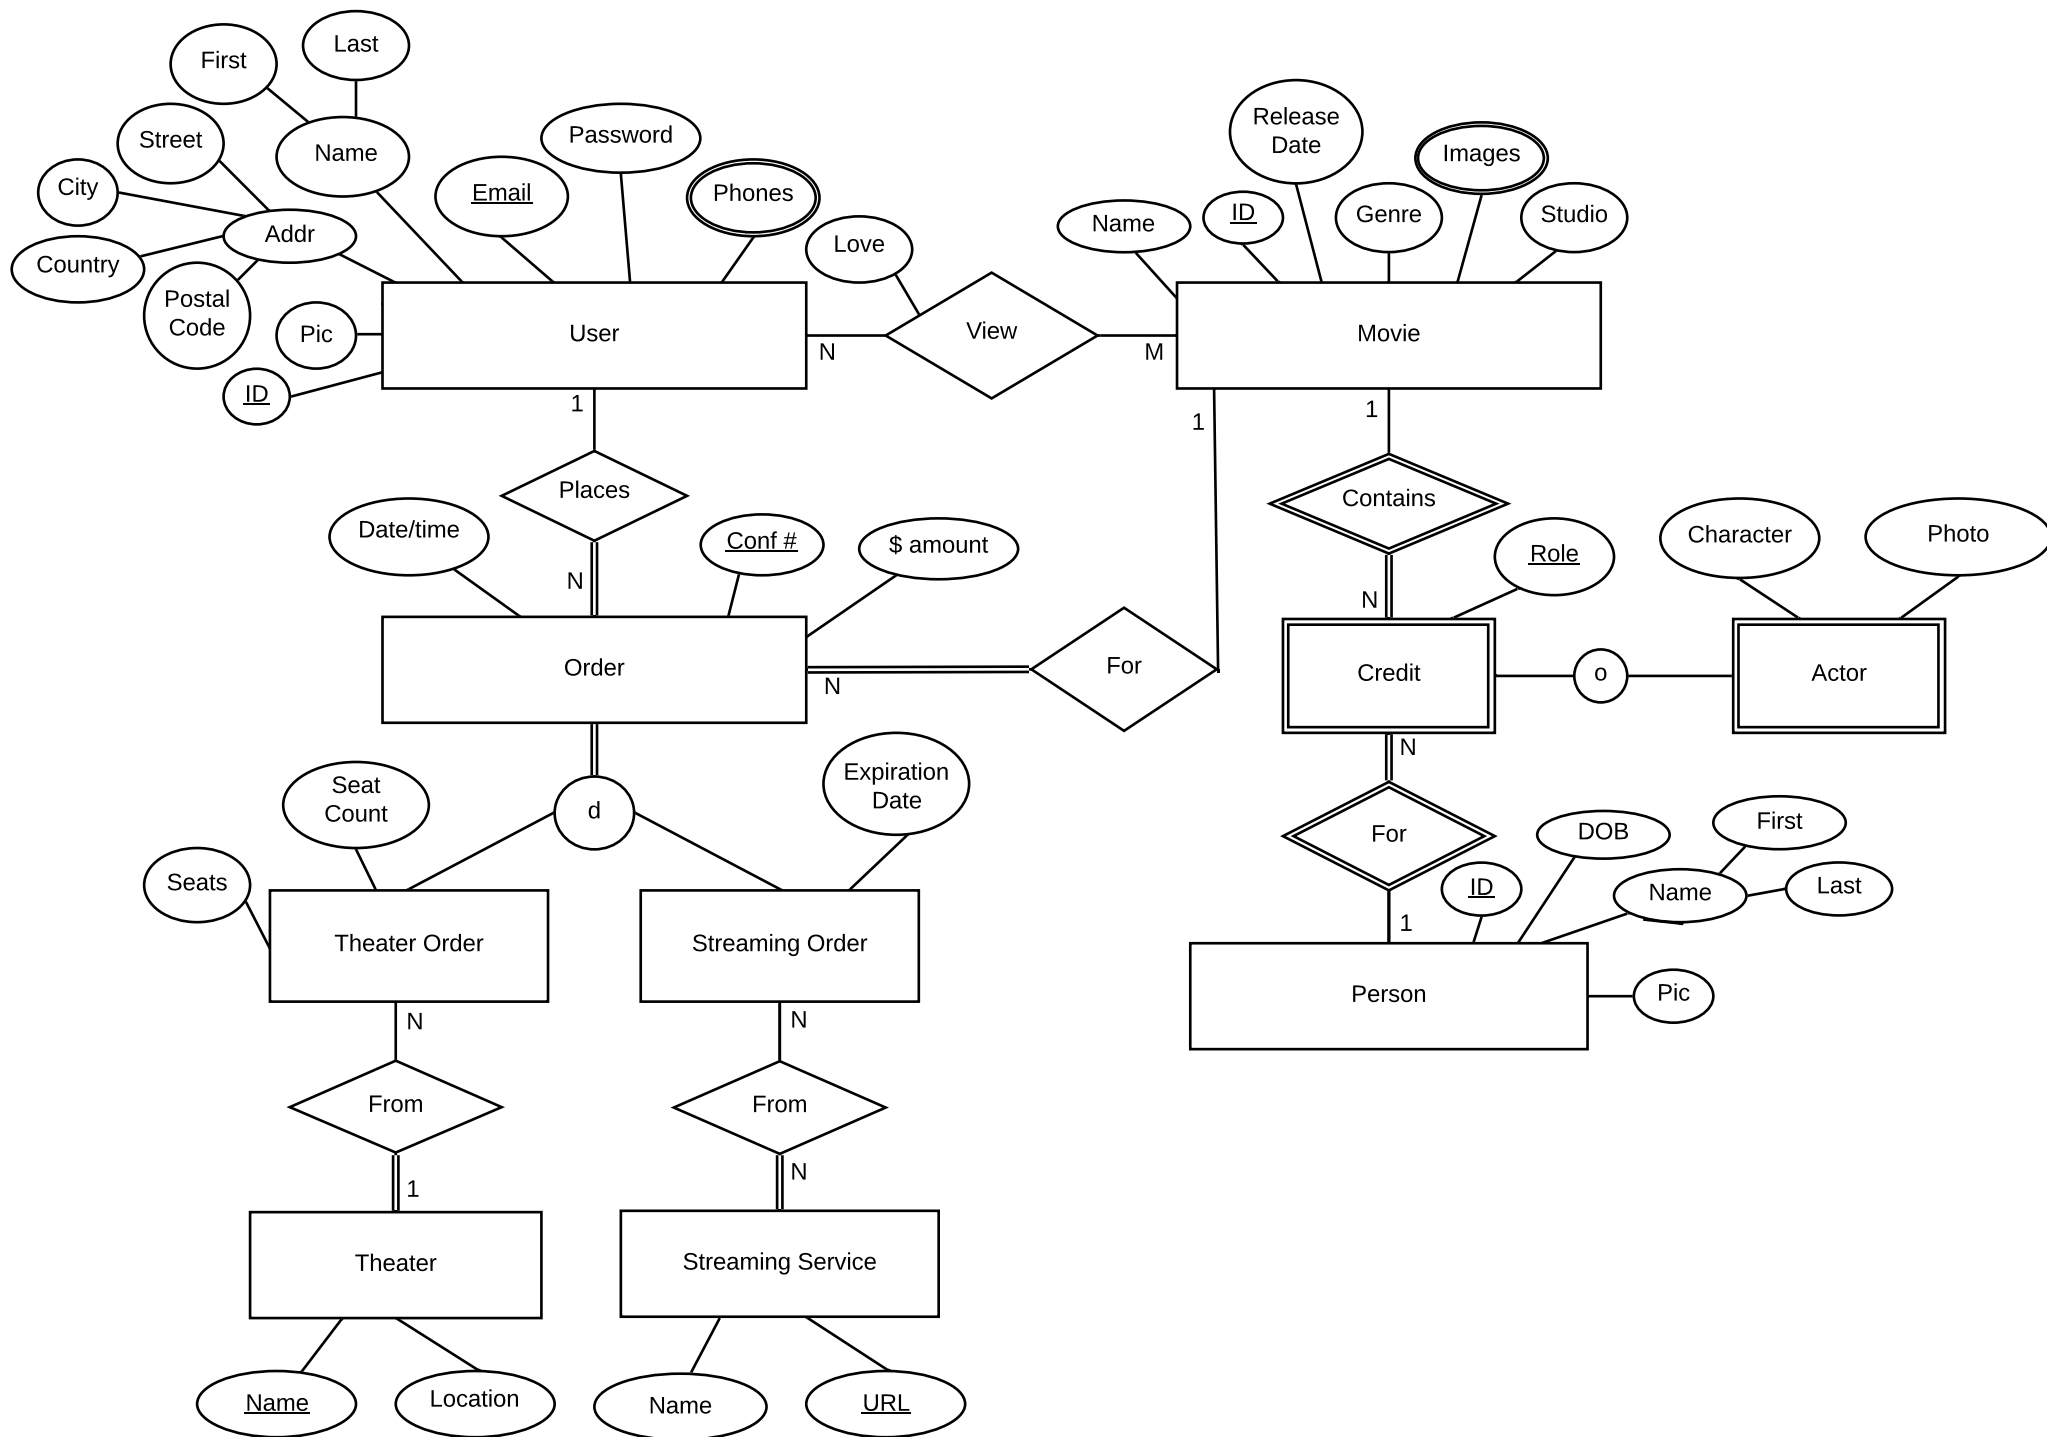 Last
First
Street
Name
Password
City
Email
Phones
Addr
Country
Postal
Code
Pic
ID
User
N
Love
View
M
Release
Date
Images
Name
ID
Genre
Studio
Movie
1
Places
N
Date/time
Conf #
$ amount
Order
N
For
1
1
Contains
N
Role
Character
Photo
Credit
o
Actor
N
For
1
DOB
First
ID
Name
Last
Person
Pic
d
Seat
Count
Seats
Expiration
Date
Theater Order
Streaming Order
N
N
From
From
1
N
Theater
Streaming Service
Name
Location
Name
URL